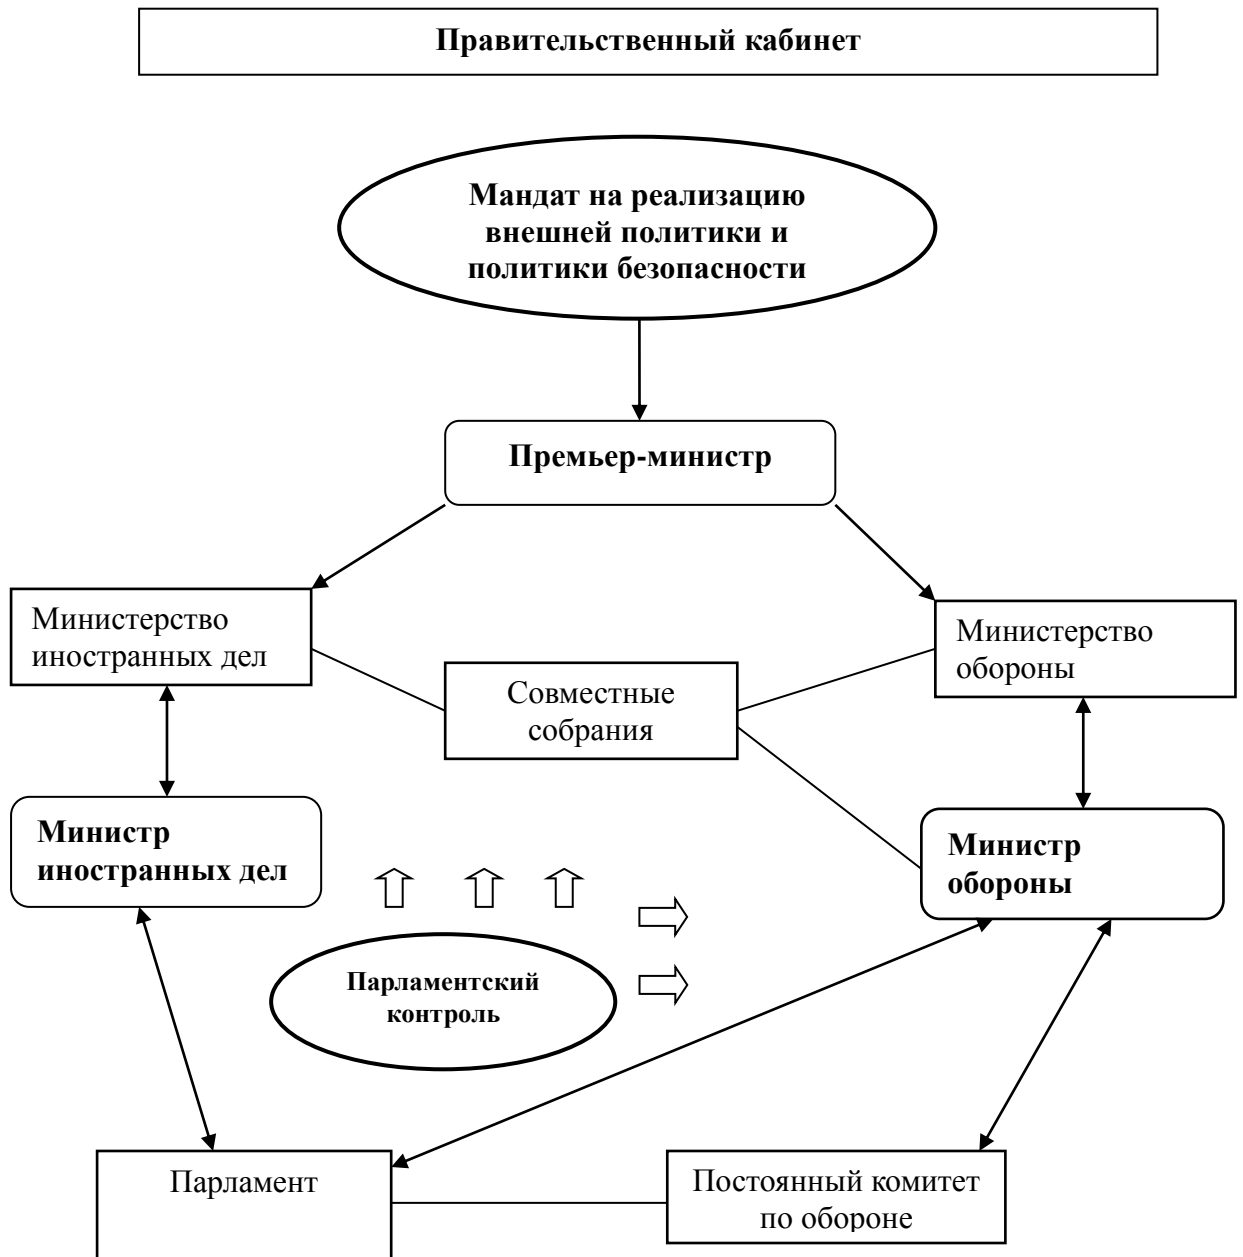 Правительственный кабинет
Мандат на реализацию
внешней политики и
политики безопасности
Премьер-министр
Министерство
иностранных дел
Министерство
обороны
Совместные
собрания
Министр
иностранных дел
Министр
обороны
Парламентский
контроль
Парламент
Постоянный комитет
по обороне